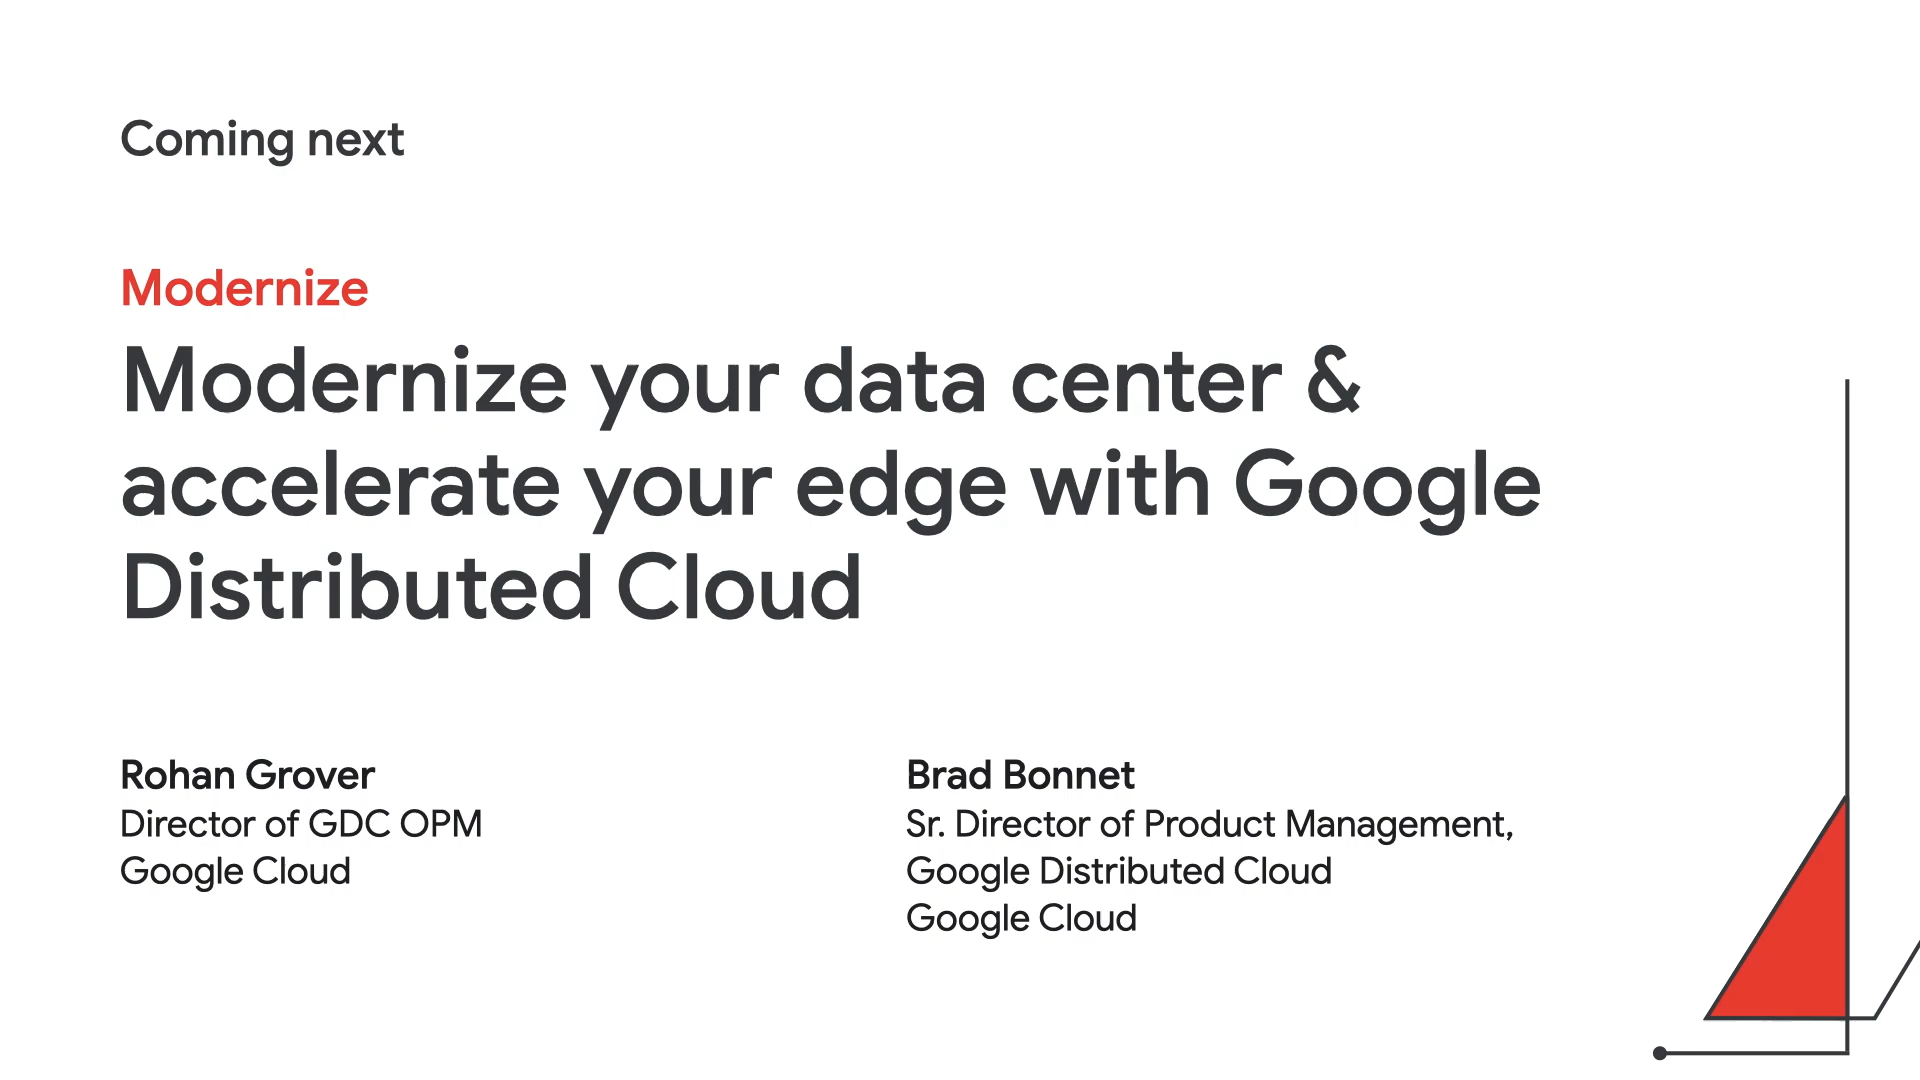 Coming next
Modernize
Modernize your data center &
accelerate your edge with Google
Distributed Cloud
Rohan Grover
Director of GDC OPM
Google Cloud
Brad Bonnet
Sr. Director of Product Management,
Google Distributed Cloud
Google Cloud